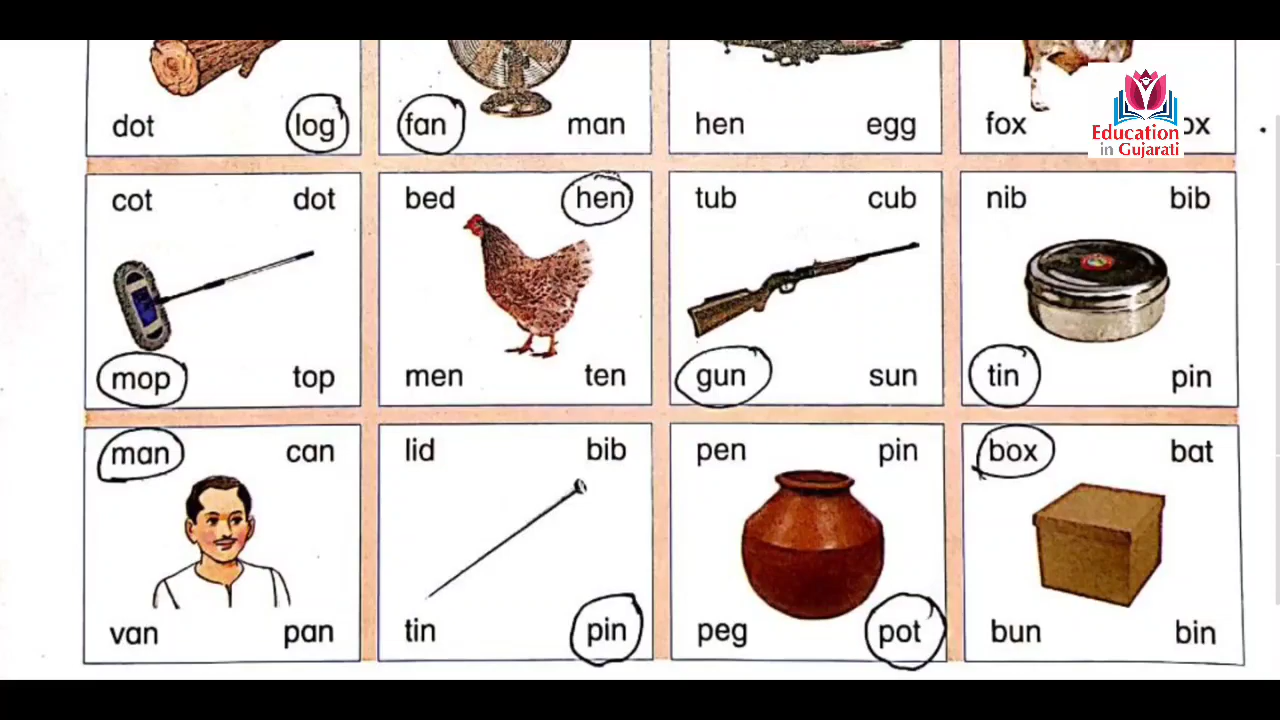 dot log fan man hen egg fox
Education
in Gujarati
cot dot bed hen tub cub nib bib
mop top men ten gun sun tin pin
man can lid bib pen pin box bat
van pan tin pin peg pot bun bin